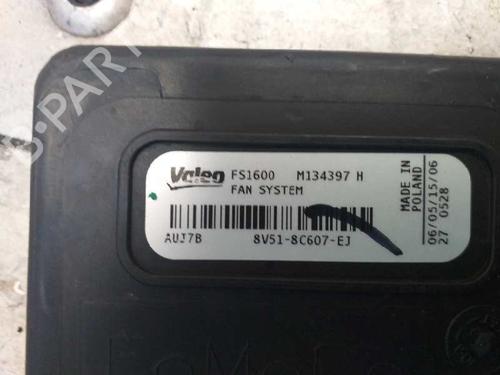 Valeo FS1600 M134397 H
FAN SYSTEM
AUJ7B 8V51-8C607-EJ
MADE IN
POLAND
06/05/15/06
27 0528